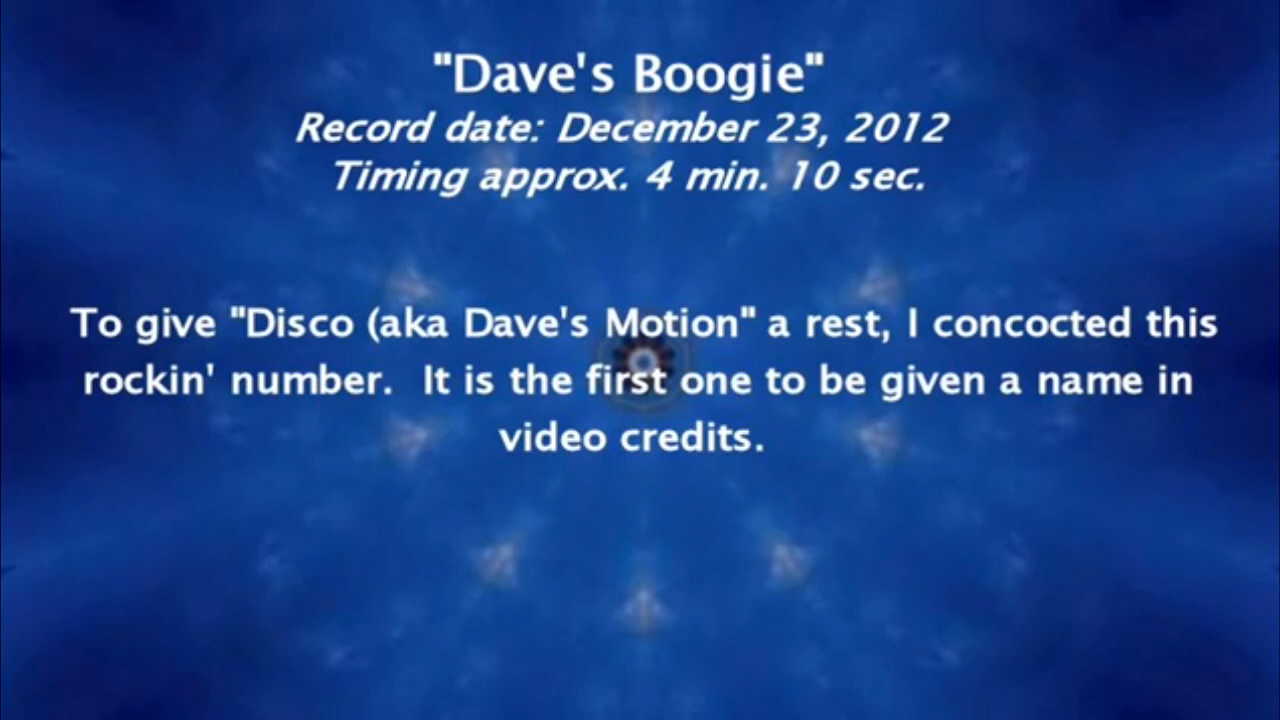 "Dave's Boogie"
Record date: December 23, 2012
Timing approx. 4 min. 10 sec.
To give "Disco (aka Dave's Motion" a rest, I concocted this
rockin' number.  It is the first one to be given a name in
video credits.